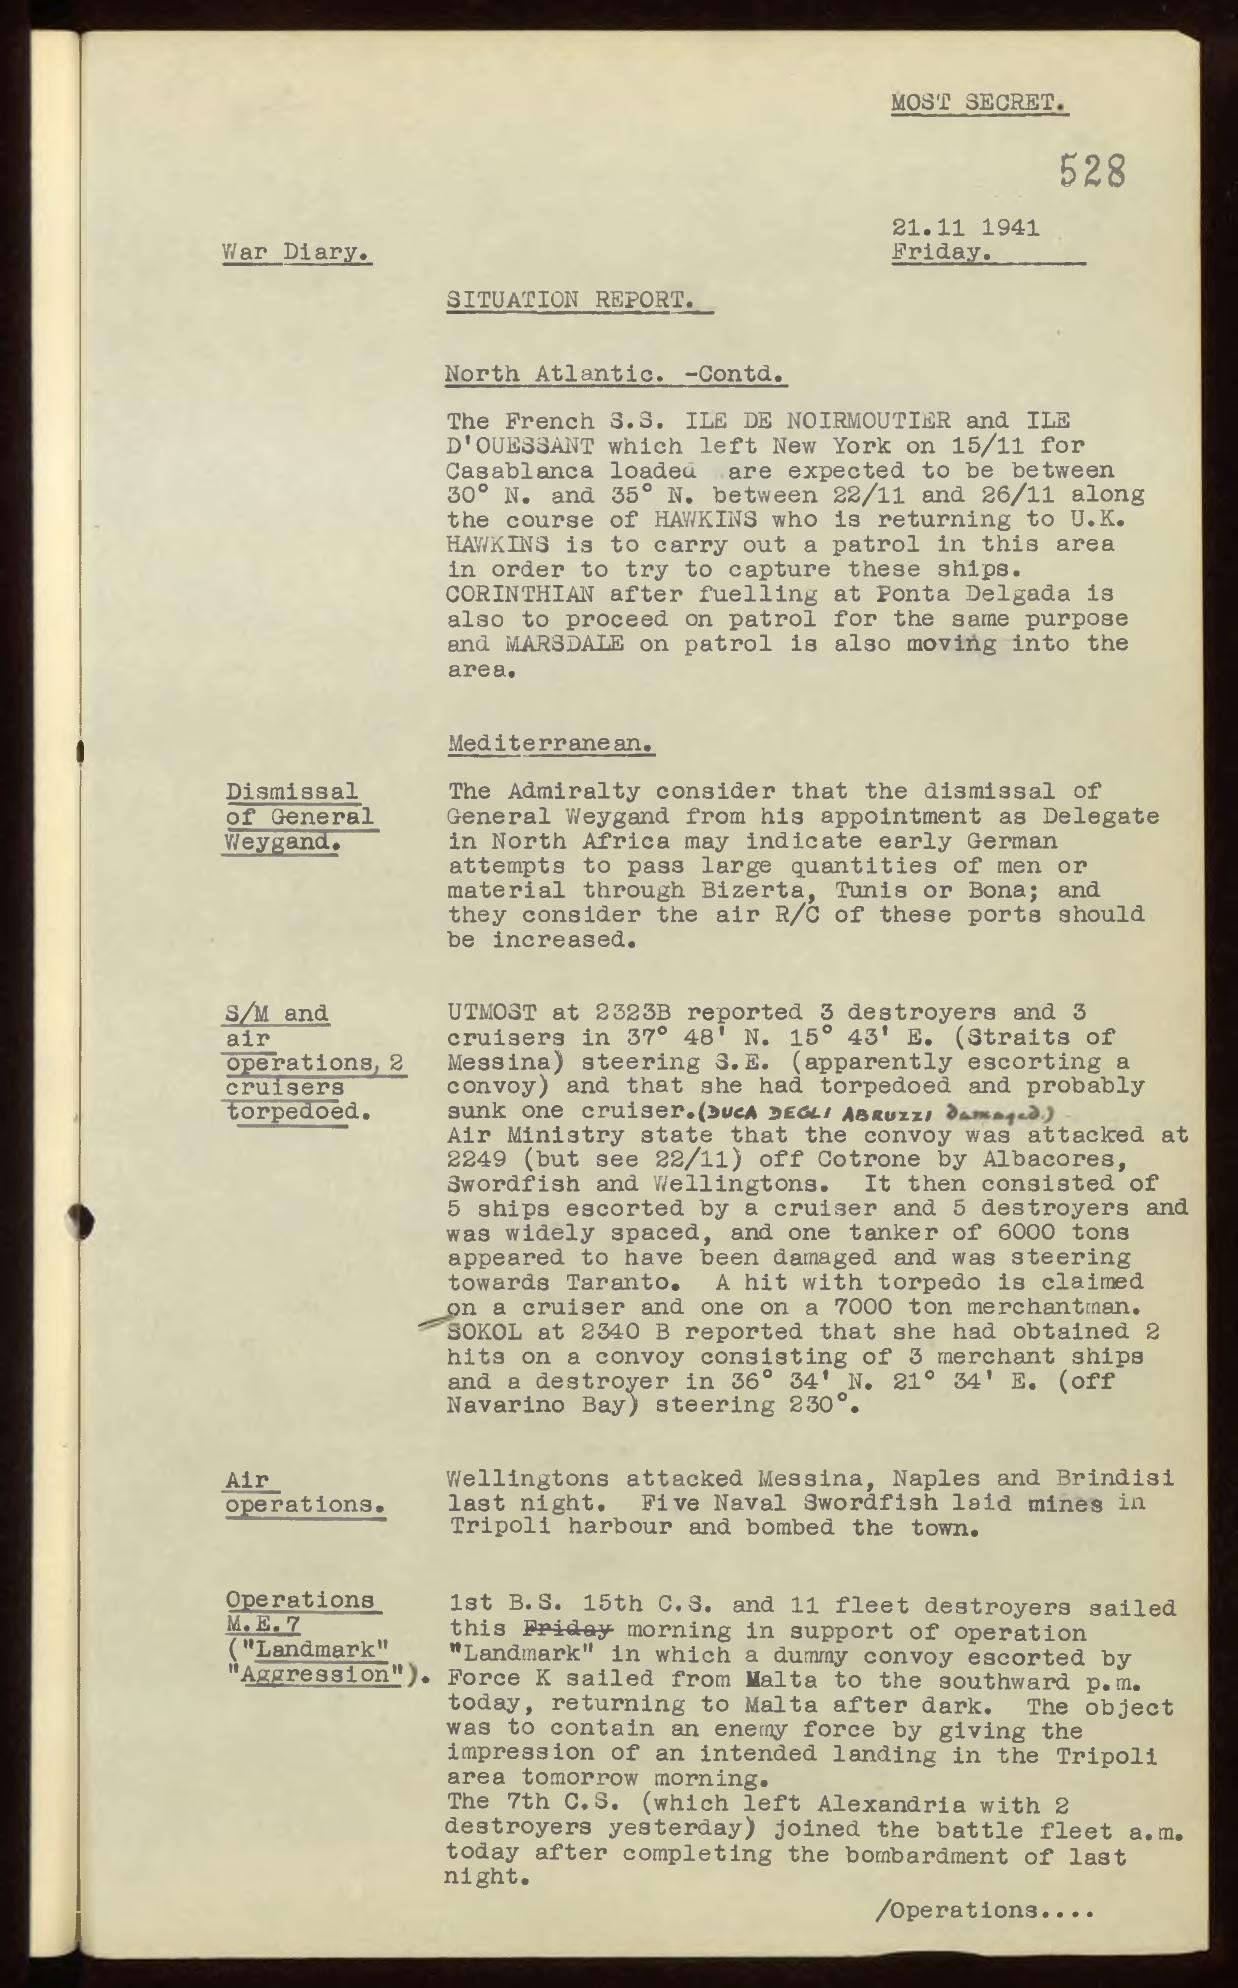 MOST SECRET.
528
21.11 1941
War Diary.
Friday.
SITUATION REPORT.
North Atlantic. -Contd.
The French S.S. ILE DE NOIRMOUTIER and ILE
D'OUESSANT which left New York on 15/11 for
Casablanca loaded are expected to be between
30° N. and 35° N. between 22/11 and 26/11 along
the course of HAWKINS who is returning to U.K.
HAWKINS is to carry out a patrol in this area
in order to try to capture these ships.
CORINTHIAN after fuelling at Ponta Delgada is
also to proceed on patrol for the same purpose
and MARSDALE on patrol is also moving into the
area.
Mediterranean.
Dismissal
of General
Weygand.
The Admiralty consider that the dismissal of
General Weygand from his appointment as Delegate
in North Africa may indicate early German
attempts to pass large quantities of men or
material through Bizerta, Tunis or Bona; and
they consider the air R/C of these ports should
be increased.
S/M and
air
operations, 2
cruisers
torpedoed.
UTMOST at 2323B reported 3 destroyers and 3
cruisers in 37° 48' N. 15° 43' E. (Straits of
Messina) steering S.E. (apparently escorting a
convoy) and that she had torpedoed and probably
sunk one cruiser.(DUCA DEGLI ABRUZZI damaged.)
Air Ministry state that the convoy was attacked at
2249 (but see 22/11) off Cotrone by Albacores,
Swordfish and Wellingtons. It then consisted of
5 ships escorted by a cruiser and 5 destroyers and
was widely spaced, and one tanker of 6000 tons
appeared to have been damaged and was steering
towards Taranto. A hit with torpedo is claimed
on a cruiser and one on a 7000 ton merchantman.
SOKOL at 2340 B reported that she had obtained 2
hits on a convoy consisting of 3 merchant ships
and a destroyer in 36° 34' N. 21° 34' E. (off
Navarino Bay) steering 230°.
Air
operations.
Wellingtons attacked Messina, Naples and Brindisi
last night. Five Naval Swordfish laid mines in
Tripoli harbour and bombed the town.
Operations
M.E.7
("Landmark"
"Aggression").
1st B.S. 15th C.S. and 11 fleet destroyers sailed
this Friday morning in support of operation
"Landmark" in which a dummy convoy escorted by
Force K sailed from Malta to the southward p.m.
today, returning to Malta after dark. The object
was to contain an enemy force by giving the
impression of an intended landing in the Tripoli
area tomorrow morning.
The 7th C.S. (which left Alexandria with 2
destroyers yesterday) joined the battle fleet a.m.
today after completing the bombardment of last
night.
/Operations....